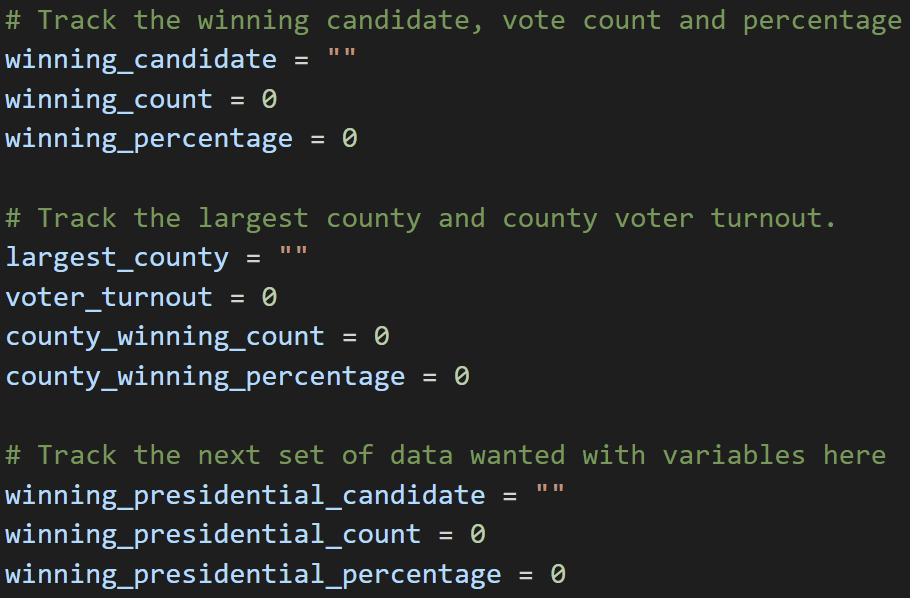 # Track the winning candidate, vote count and percentage
winning_candidate = ""
winning_count = 0
winning_percentage = 0
# Track the largest county and county voter turnout.
largest_county = ""
voter_turnout = 0
county_winning_count = 0
county_winning_percentage = 0
# Track the next set of data wanted with variables here
winning_presidential_candidate = ""
winning_presidential_count = 0
winning_presidential_percentage = 0